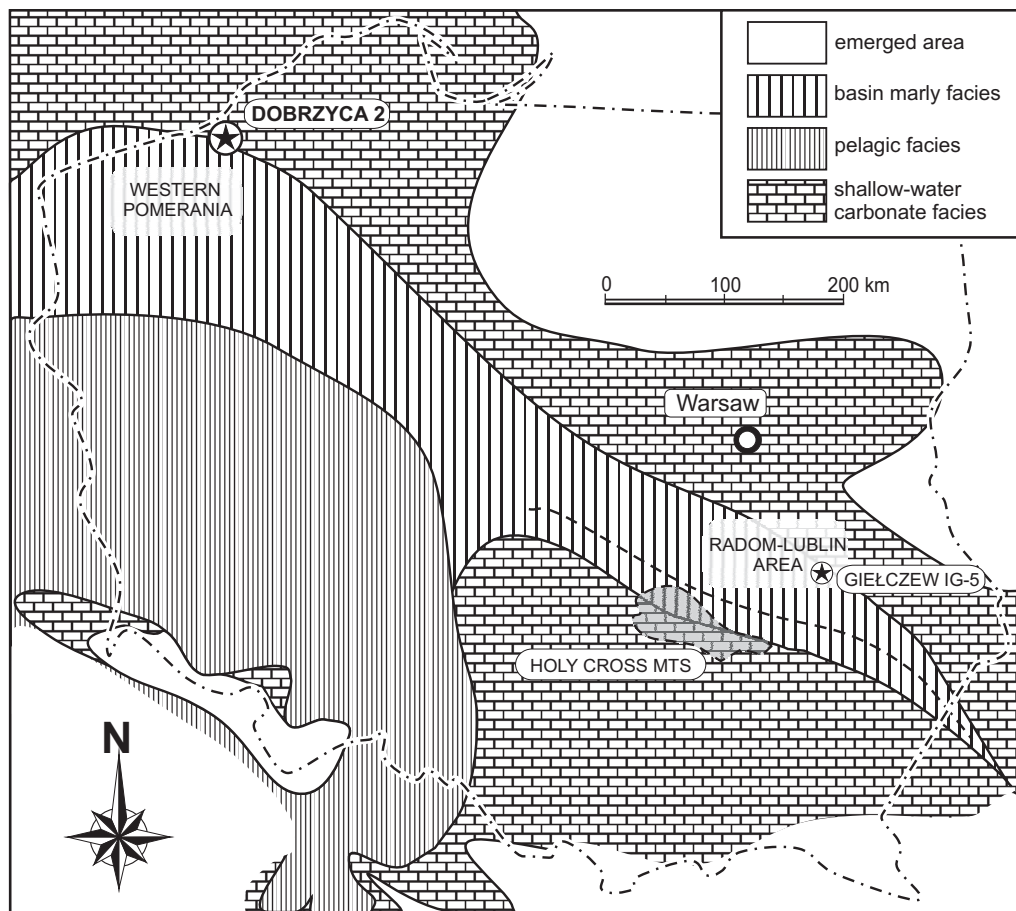 emerged area
basin marly facies
pelagic facies
shallow-water
carbonate facies
DOBRZYCA 2
WESTERN
POMERANIA
0 100 200 km
Warsaw
RADOM-LUBLIN
AREA
GIEŁCZEW IG-5
HOLY CROSS MTS
N